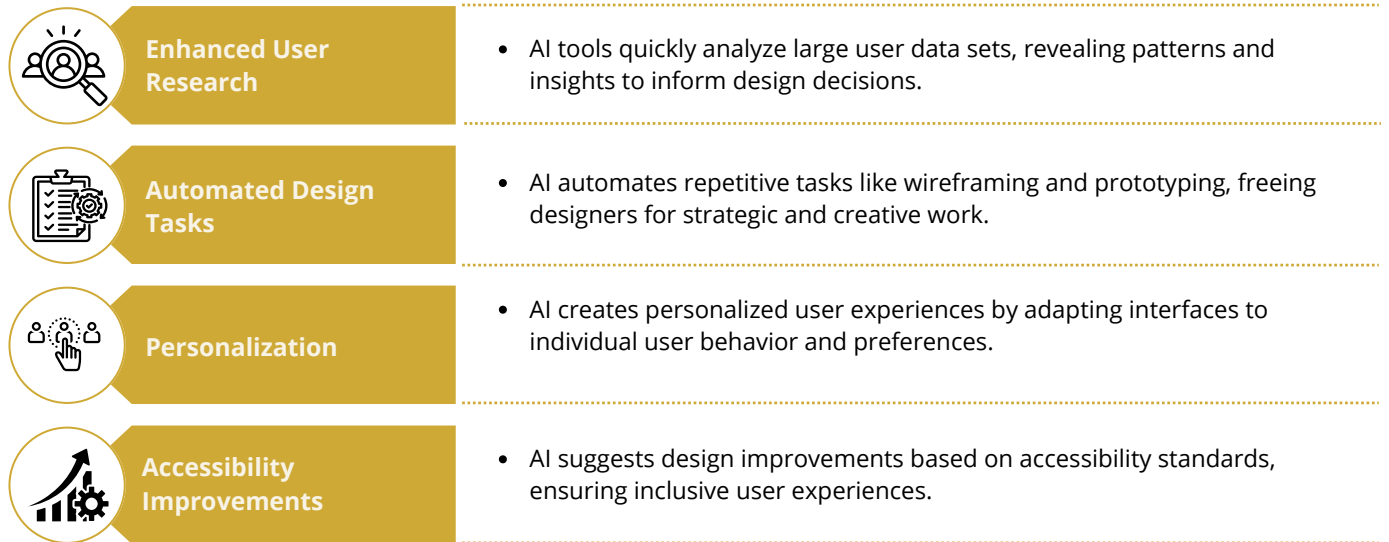 Enhanced User
Research
• AI tools quickly analyze large user data sets, revealing patterns and
insights to inform design decisions.
Automated Design
Tasks
• AI automates repetitive tasks like wireframing and prototyping, freeing
designers for strategic and creative work.
Personalization
• AI creates personalized user experiences by adapting interfaces to
individual user behavior and preferences.
Accessibility
Improvements
• AI suggests design improvements based on accessibility standards,
ensuring inclusive user experiences.